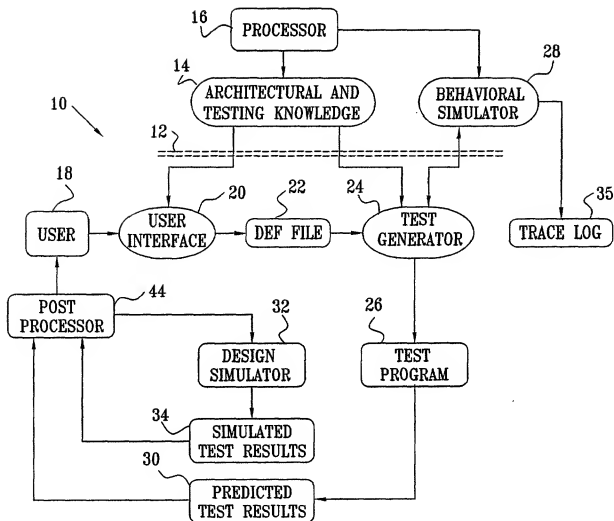 16
PROCESSOR
28
14
ARCHITECTURAL AND
TESTING KNOWLEDGE
BEHAVIORAL
SIMULATOR
10
12
18
20
22
24
35
USER
USER
INTERFACE
DEF FILE
TEST
GENERATOR
TRACE LOG
44
POST
PROCESSOR
32
26
DESIGN
SIMULATOR
TEST
PROGRAM
34
SIMULATED
TEST RESULTS
30
PREDICTED
TEST RESULTS